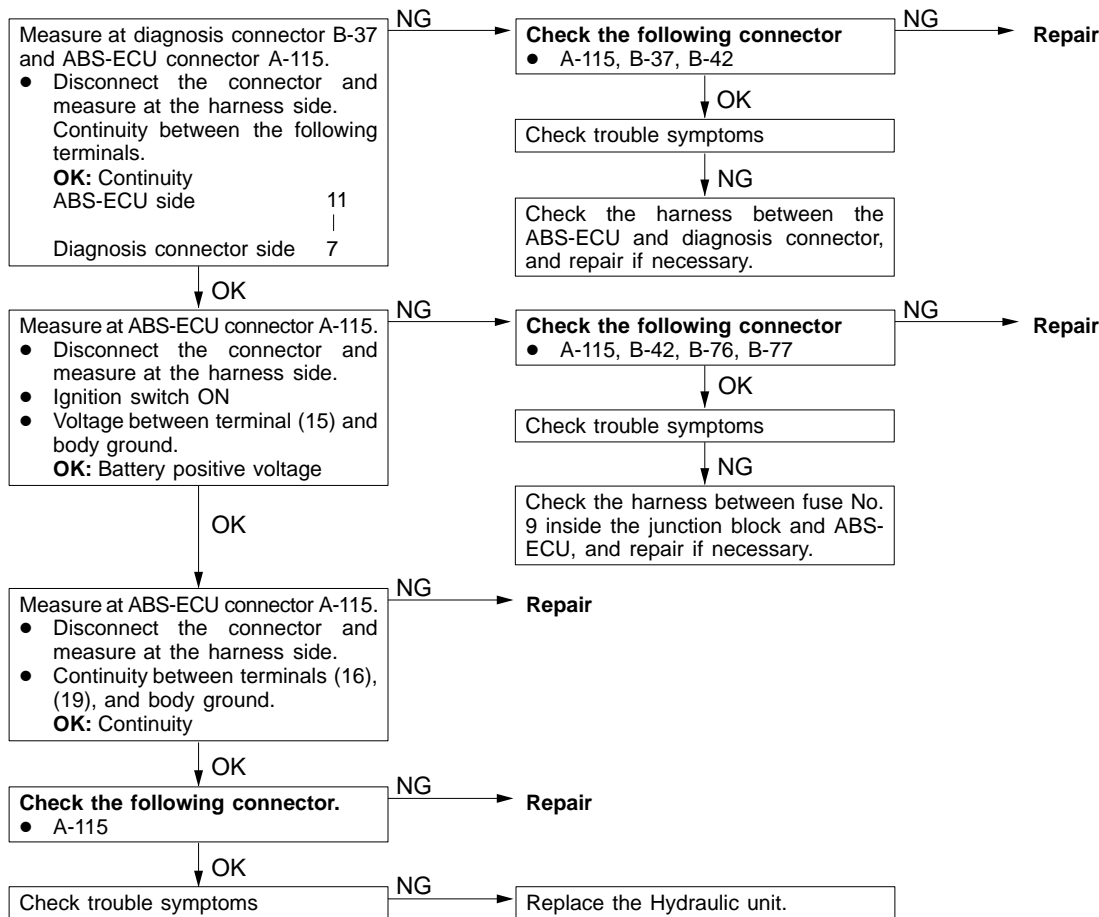 Measure at diagnosis connector B-37
and ABS-ECU connector A-115.
● Disconnect the connector and
measure at the harness side.
Continuity between the following
terminals.
OK: Continuity
ABS-ECU side 11
|
Diagnosis connector side 7
NG
Check the following connector
● A-115, B-37, B-42
NG
Repair
OK
Check trouble symptoms
NG
Check the harness between the
ABS-ECU and diagnosis connector,
and repair if necessary.
OK
Measure at ABS-ECU connector A-115.
● Disconnect the connector and
measure at the harness side.
● Ignition switch ON
● Voltage between terminal (15) and
body ground.
OK: Battery positive voltage
NG
Check the following connector
● A-115, B-42, B-76, B-77
NG
Repair
OK
Check trouble symptoms
NG
Check the harness between fuse No.
9 inside the junction block and ABS-
ECU, and repair if necessary.
OK
Measure at ABS-ECU connector A-115.
● Disconnect the connector and
measure at the harness side.
● Continuity between terminals (16),
(19), and body ground.
OK: Continuity
NG
Repair
OK
Check the following connector.
● A-115
NG
Repair
OK
Check trouble symptoms
NG
Replace the Hydraulic unit.